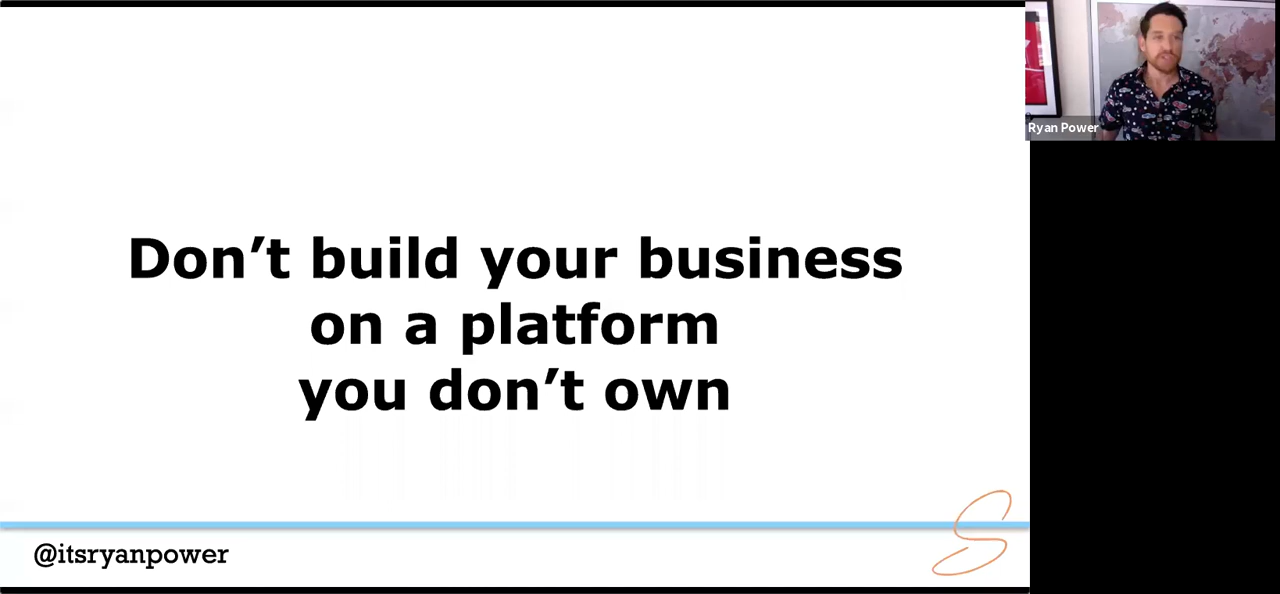 Don’t build your business
on a platform
you don’t own
@itsryanpower
Ryan Power